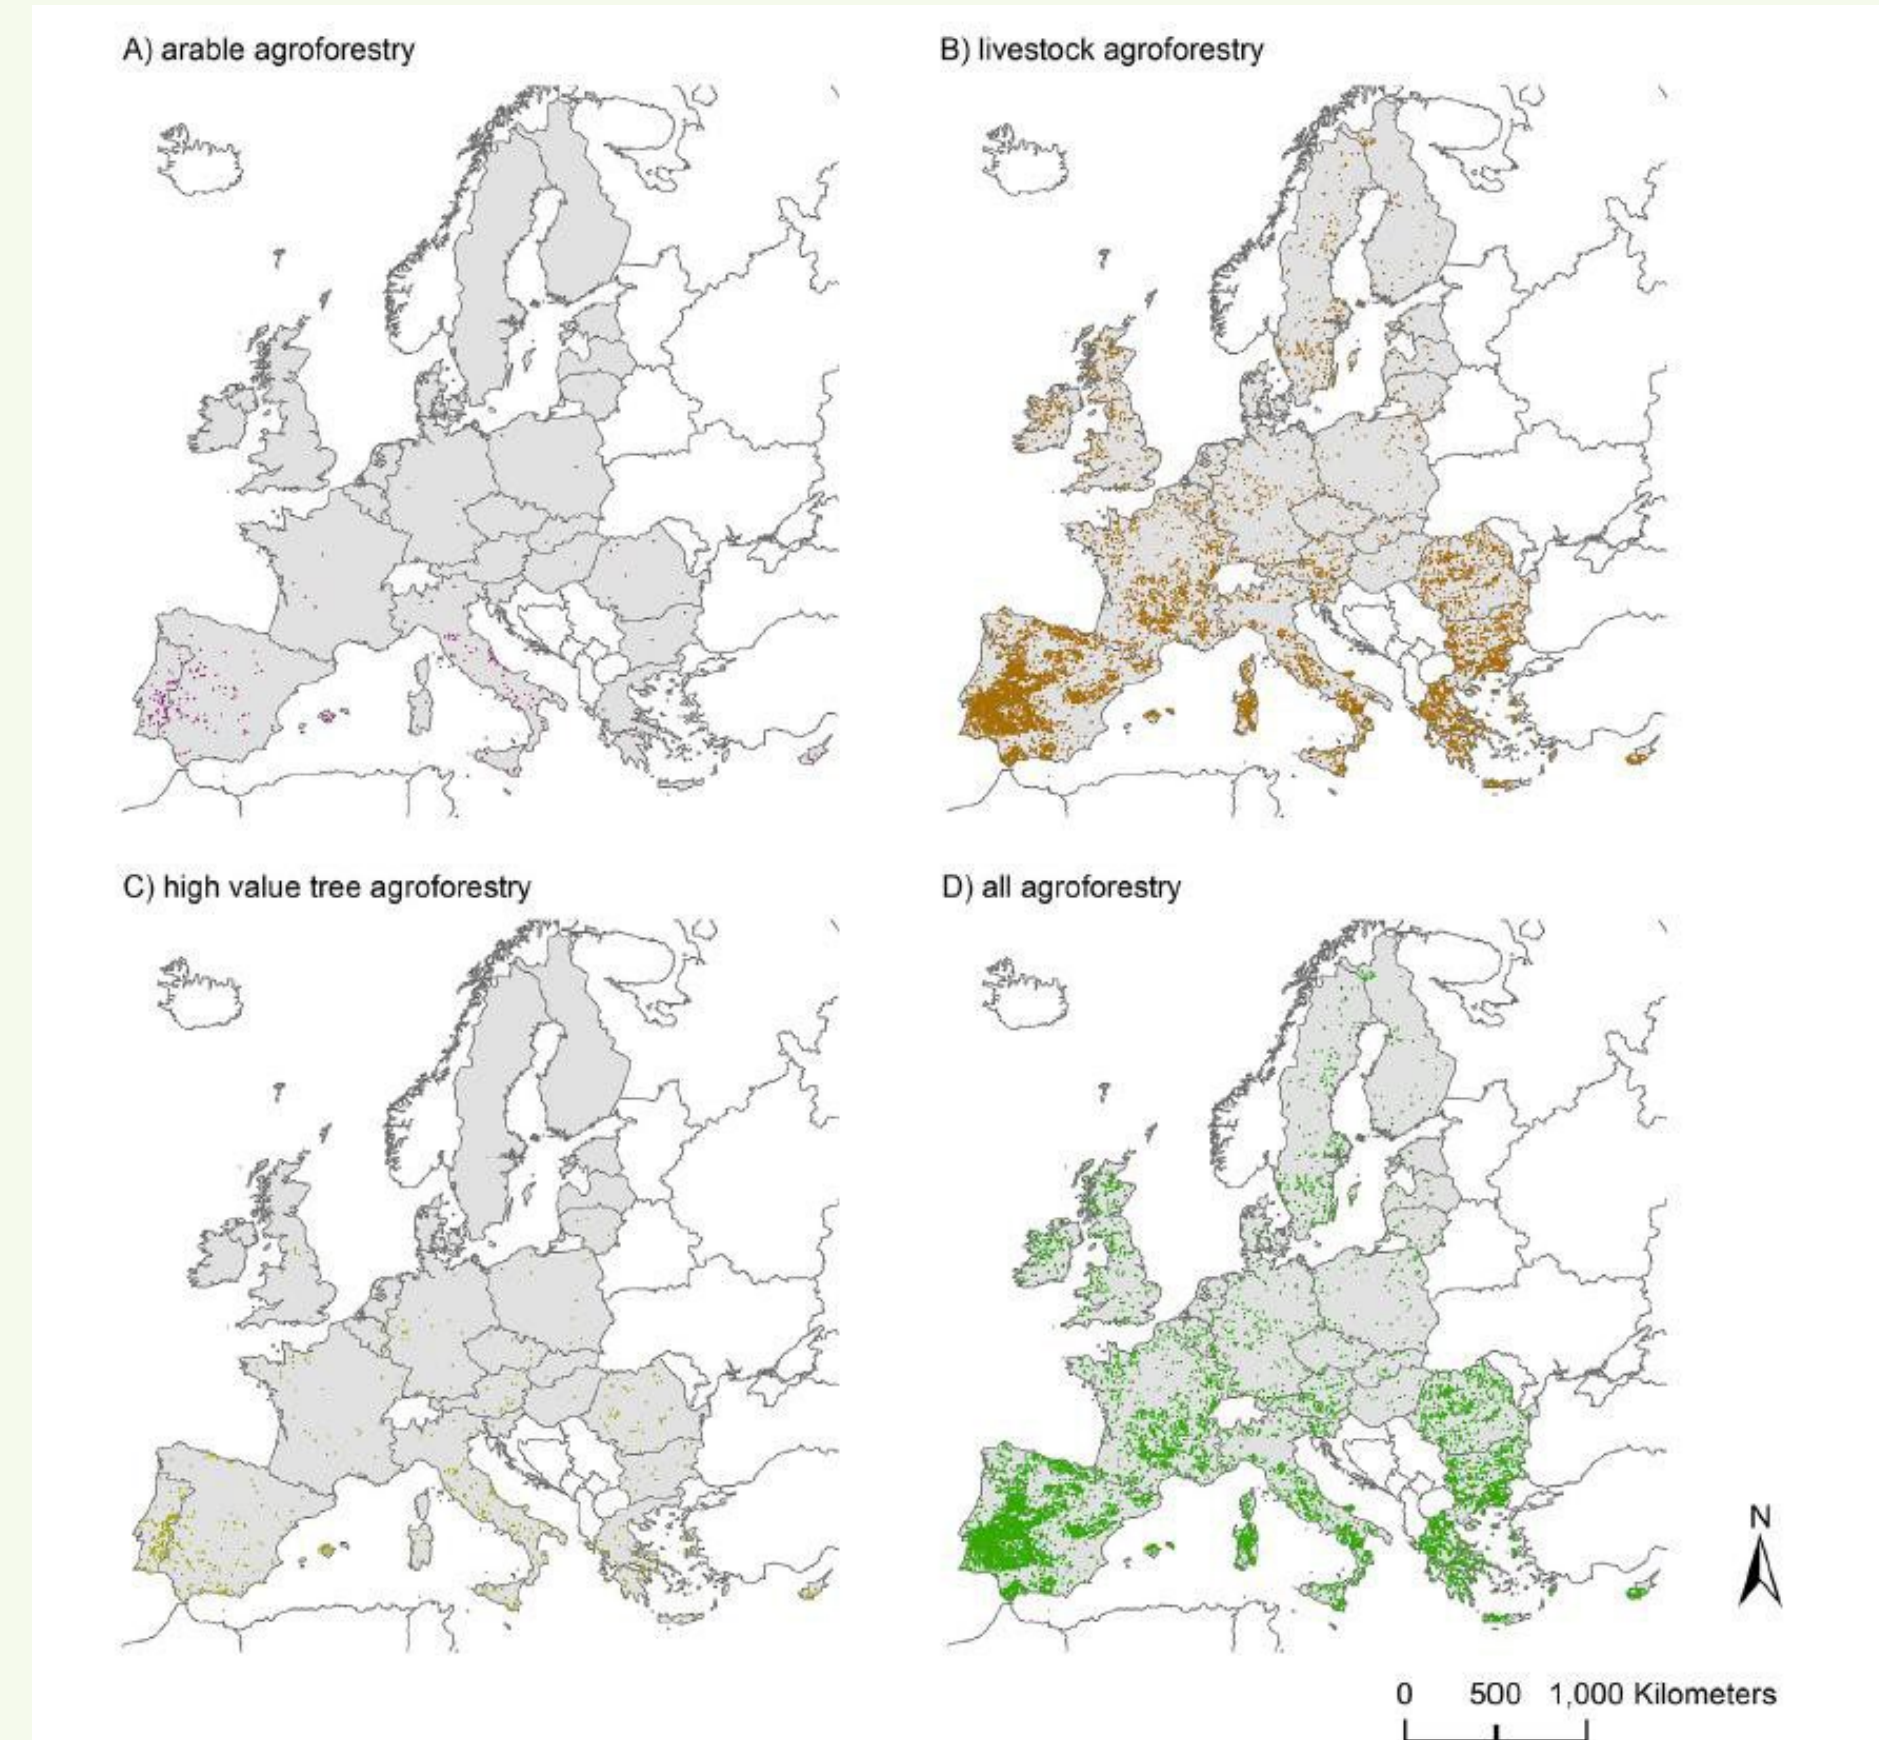 A) arable agroforestry
B) livestock agroforestry
C) high value tree agroforestry
D) all agroforestry
N
0 500 1,000 Kilometers